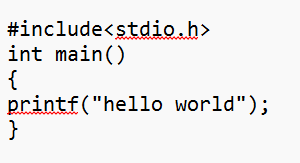 #include<stdio.h>
int main()
{
printf("hello world");
}